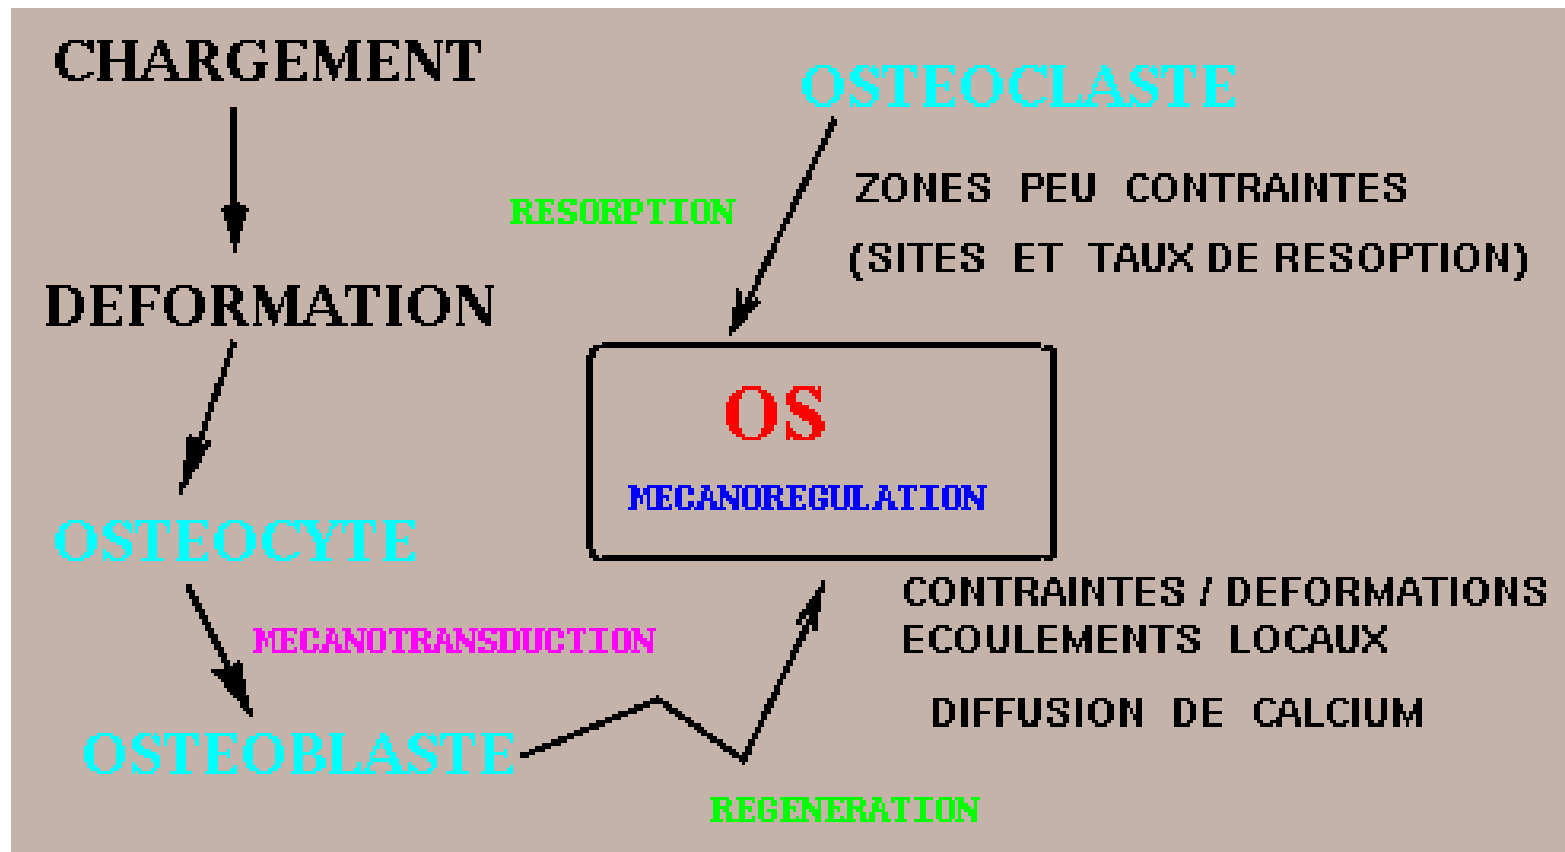 CHARGEMENT
OSTEOCLASTE
ZONES PEU CONTRAINTES
RESORPTION
(SITES ET TAUX DE RESOPTION)
DEFORMATION
OS
MECANOREGULATION
OSTEOCYTE
CONTRAINTES / DEFORMATIONS
MECANOTRANSDUCTION
ECOULEMENTS LOCAUX
DIFFUSION DE CALCIUM
OSTEOBLASTE
REGENERATION